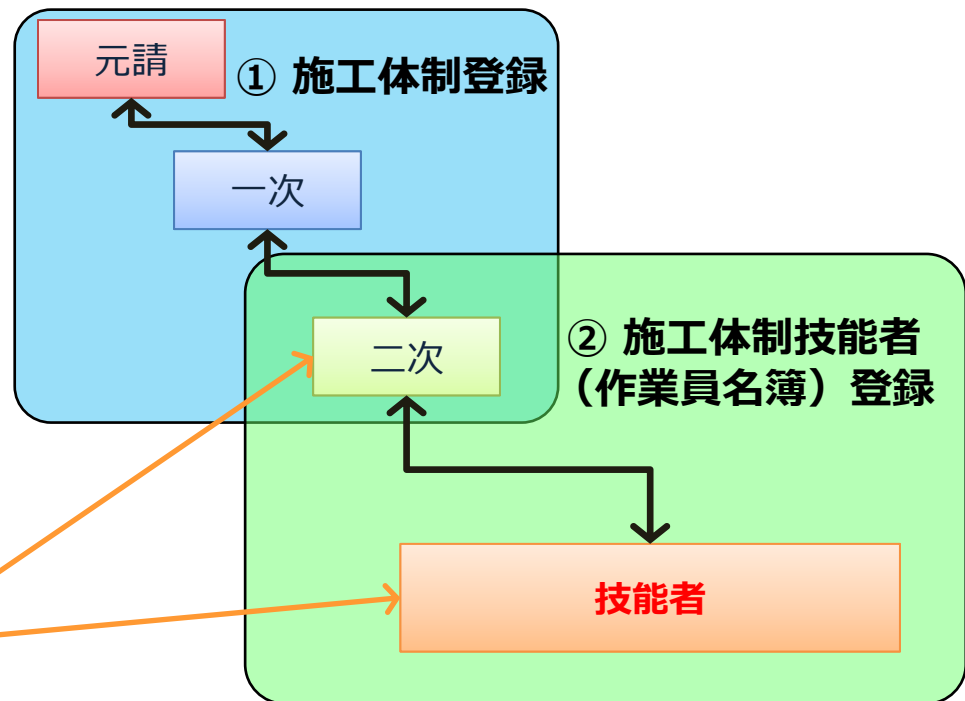 元請
① 施工体制登録
一次
二次
② 施工体制技能者
（作業員名簿）登録
技能者